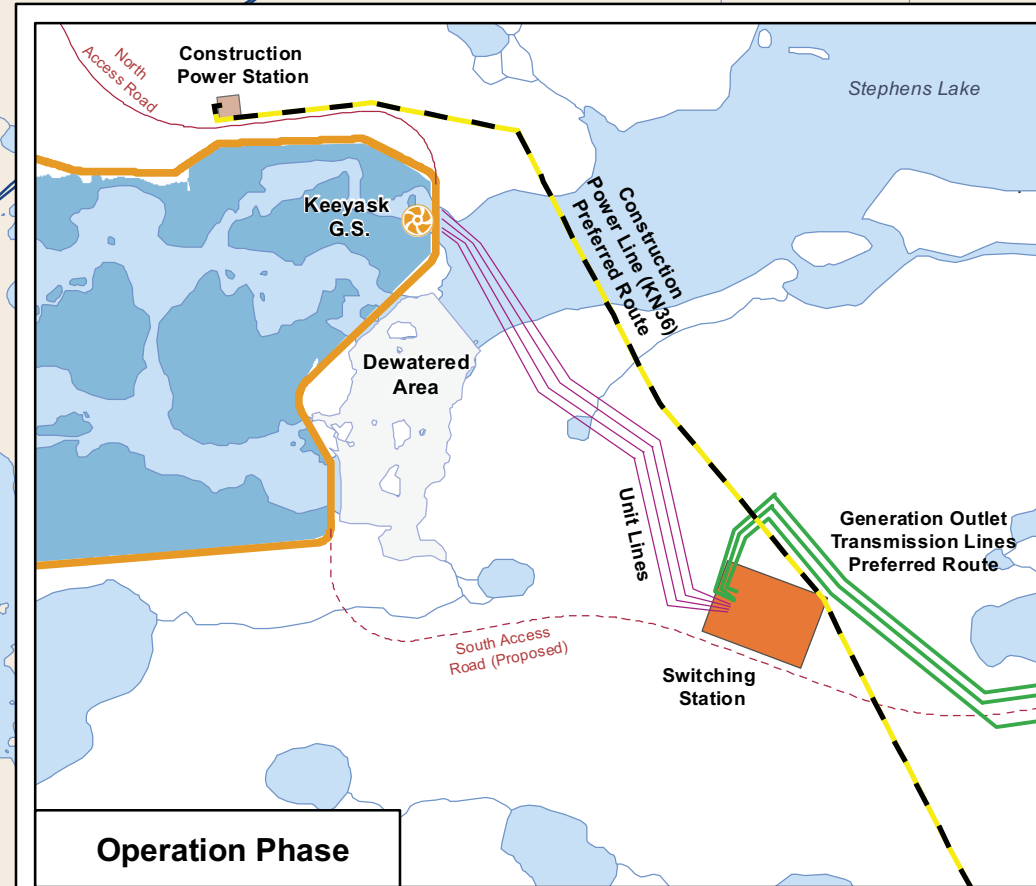 Construction
Power Station
North
Access Road
Stephens Lake
Keeyask
G.S.
Construction
Power Line (KN36)
Preferred Route
Dewatered
Area
Unit Lines
Generation Outlet
Transmission Lines
Preferred Route
South Access
Road (Proposed)
Switching
Station
Operation Phase